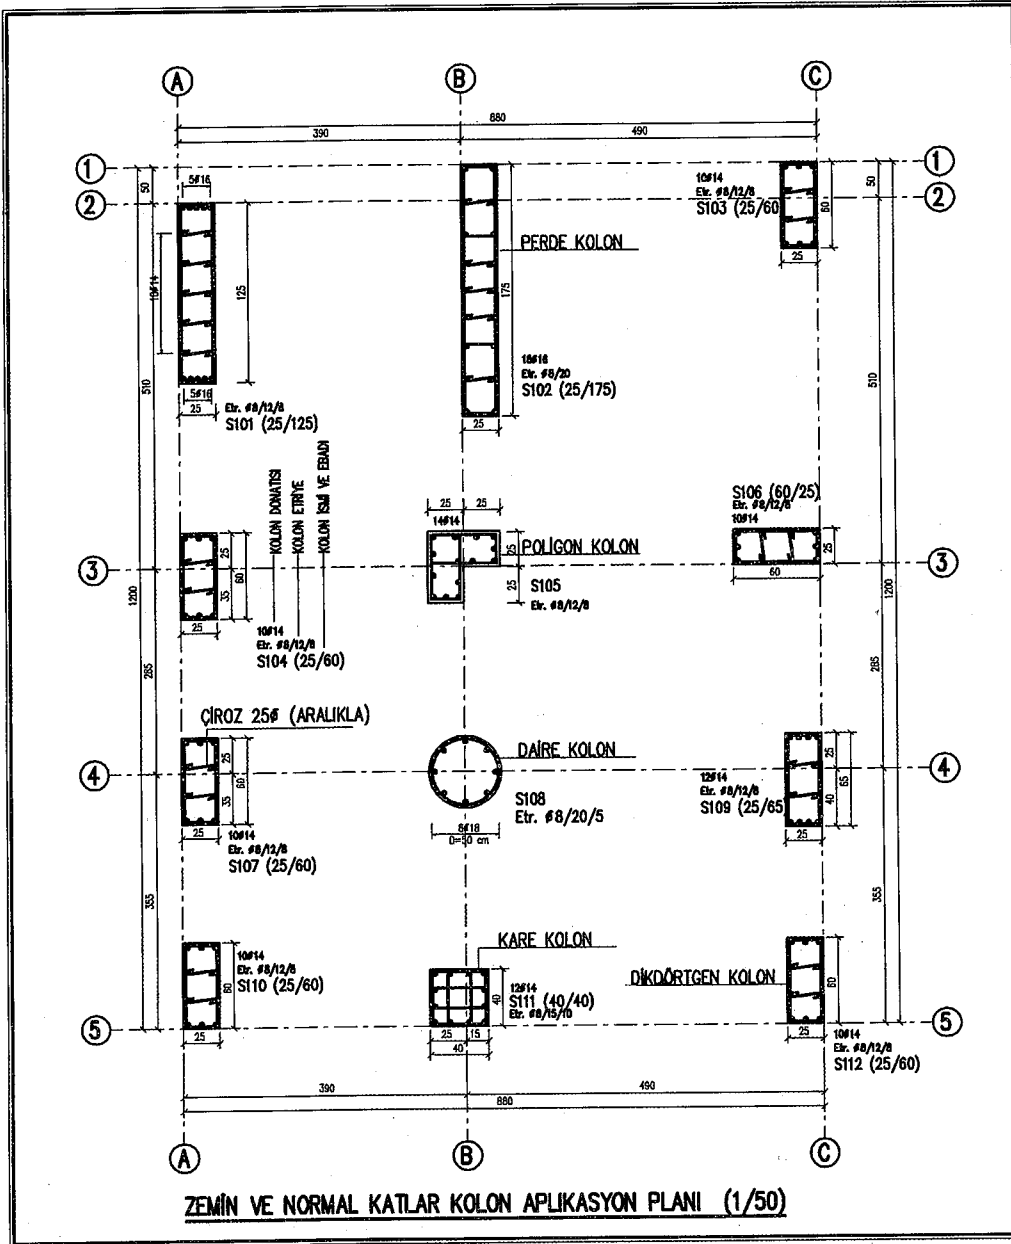 A
B
C
880
390
490
1
1
50
50
2
2
5ø16
10ø14
Etr. ø8/12/8
S103 (25/60
60
25
PERDE KOLON
125
175
5ø16
25
Etr. ø8/12/8
S101 (25/125)
16ø16
Etr. ø8/20
S102 (25/175)
25
510
510
KOLON DONATISI
KOLON ETRİYE
KOLON İSMİ VE EBADI
25
25
14ø14
25
25
POLİGON KOLON
S105
Etr. ø8/12/8
S106 (60/25)
Etr. ø8/12/8
10ø14
25
60
3
3
1200
1200
25
35
60
25
10ø14
Etr. ø8/12/8
S104 (25/60)
285
285
ÇİROZ 25ø (ARALIKLA)
25
35
60
25
10ø14
Etr. ø8/12/8
S107 (25/60)
4
4
DAİRE KOLON
S108
Etr. ø8/20/5
8ø18
D=50 cm
12ø14
Etr. ø8/12/8
S109 (25/65)
25
40
65
25
355
355
10ø14
Etr. ø8/12/8
S110 (25/60)
60
25
KARE KOLON
12ø14
S111 (40/40)
Etr. ø8/15/10
40
25
15
40
DİKDÖRTGEN KOLON
60
25
10ø14
Etr. ø8/12/8
S112 (25/60)
5
5
390
490
880
A
B
C
ZEMİN VE NORMAL KATLAR KOLON APLIKASYON PLANI (1/50)